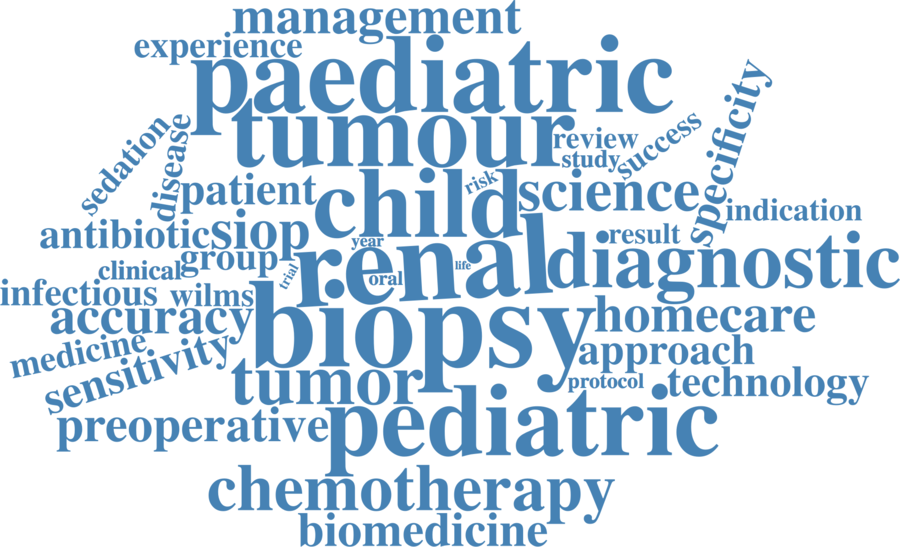 management
experience
paediatric
tumour
review
study
success
specificity
sedation
disease
patient
child
risk
science
indication
antibiotic
siop
year
result
group
clinical
trial
renal
oral
life
diagnostic
infectious
wilms
accuracy
biopsy
homecare
medicine
sensitivity
approach
tumor
protocol
technology
preoperative
pediatric
chemotherapy
biomedicine